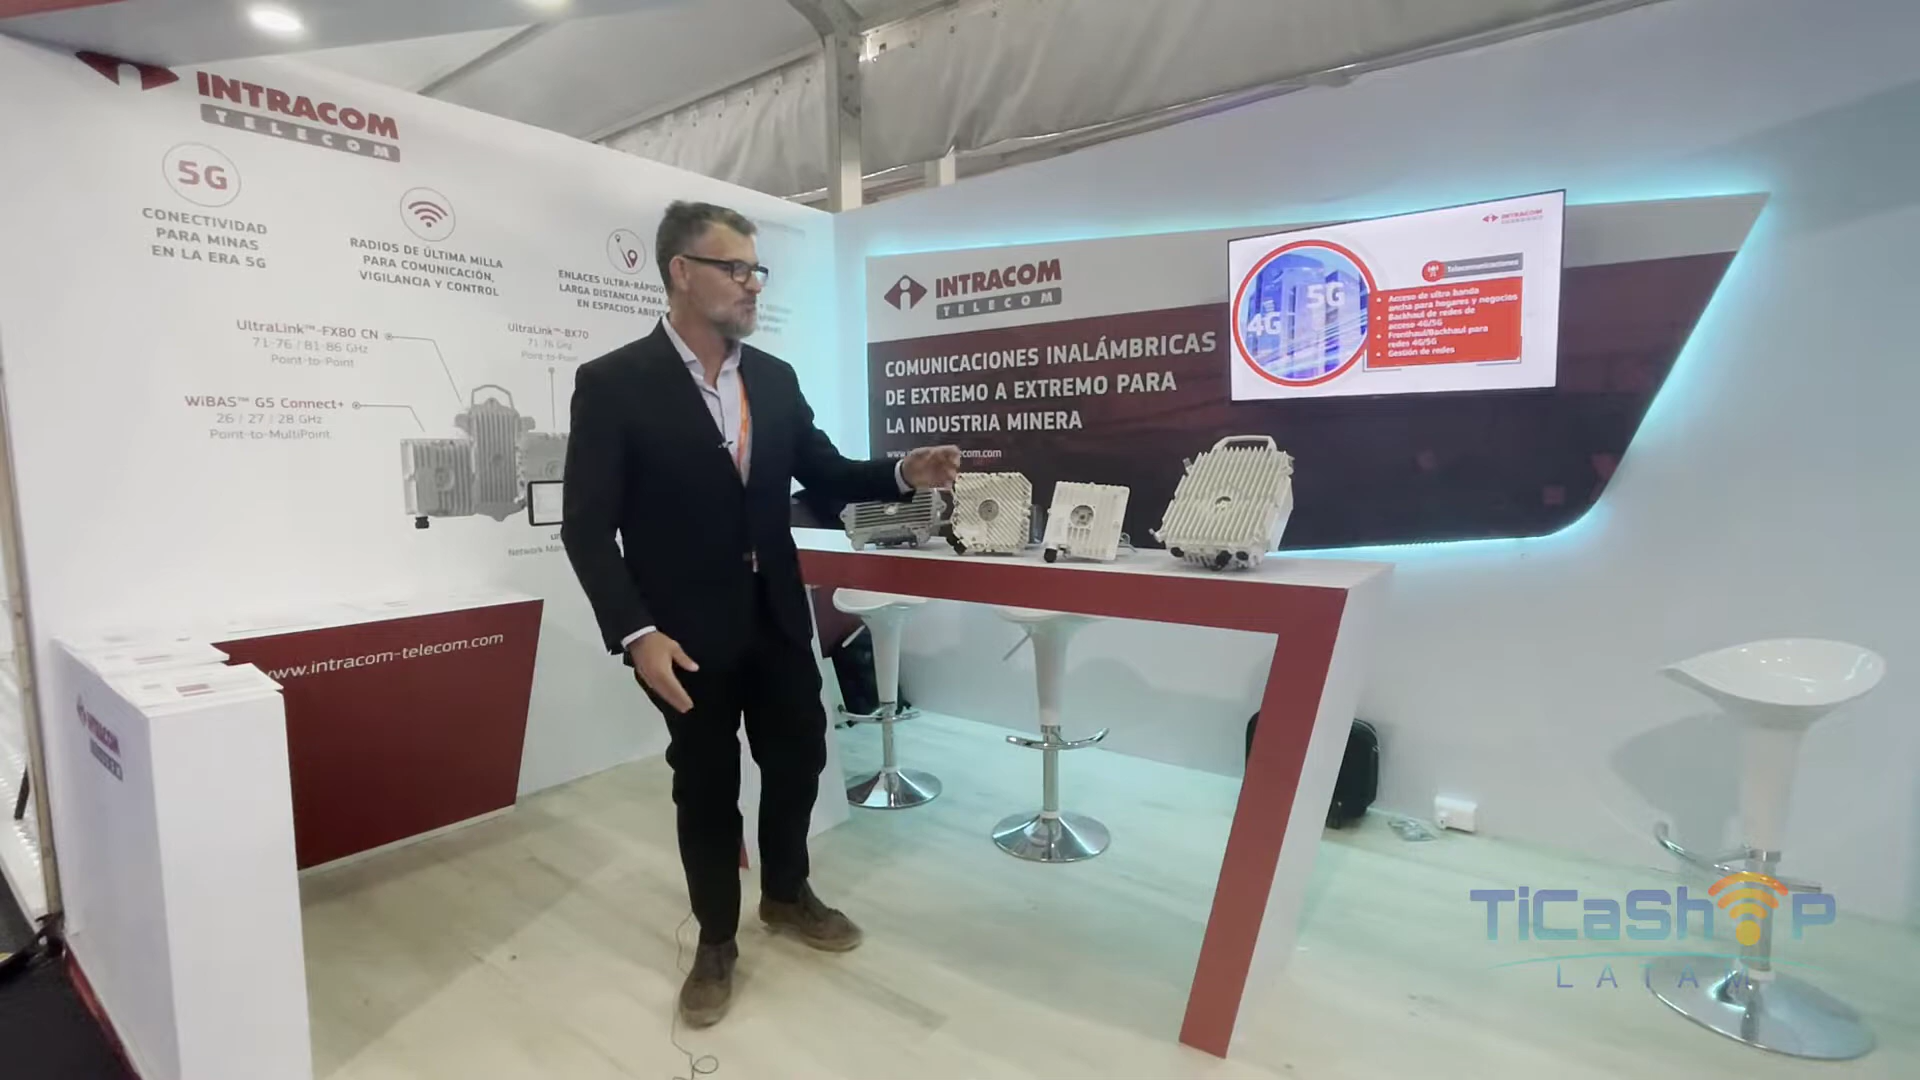 INTRACOM
TELECOM
5G
CONECTIVIDAD
PARA MINAS
EN LA ERA 5G
RADIOS DE ÚLTIMA MILLA
PARA COMUNICACIÓN,
VIGILANCIA Y CONTROL
ENLACES ULTRA-RÁPIDO
LARGA DISTANCIA PARA
EN ESPACIOS ABIER
UltraLink™-FX80 CN
71-76 / 81-86 GHz
Point-to-Point
UltraLink™-BX70
71-76 GHz
Point-to-Point
WiBAS™ G5 Connect+
26 / 27 / 28 GHz
Point-to-MultiPoint
Network
www.intracom-telecom.com
INTRACOM
INTRACOM
TELECOM
COMUNICACIONES INALÁMBRICAS
DE EXTREMO A EXTREMO PARA
LA INDUSTRIA MINERA
INTRACOM
4G
5G
Telecomunicaciones
• Acceso de ultra banda
ancha para hogares y negocios
• Backhaul de redes de
acceso 4G/5G
• Fronthaul/Backhaul para
redes 4G/5G
• Gestión de redes
TiCaShop
LATAM